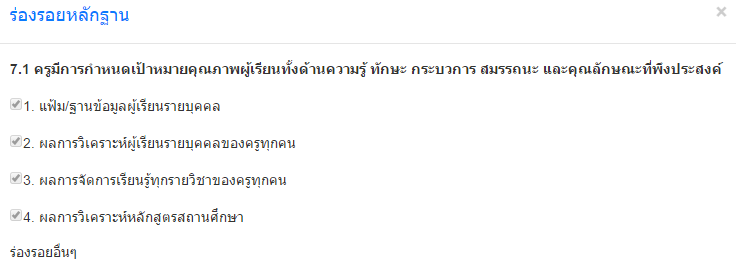 ร่องรอยหลักฐาน
7.1 ครูมีการกำหนดเป้าหมายคุณภาพผู้เรียนทั้งด้านความรู้ ทักษะ กระบวการ สมรรถนะ และคุณลักษณะที่พึงประสงค์
1. แฟ้ม/ฐานข้อมูลผู้เรียนรายบุคคล
2. ผลการวิเคราะห์ผู้เรียนรายบุคคลของครูทุกคน
3. ผลการจัดการเรียนรู้ทุกรายวิชาของครูทุกคน
4. ผลการวิเคราะห์หลักสูตรสถานศึกษา
ร่องรอยอื่นๆ